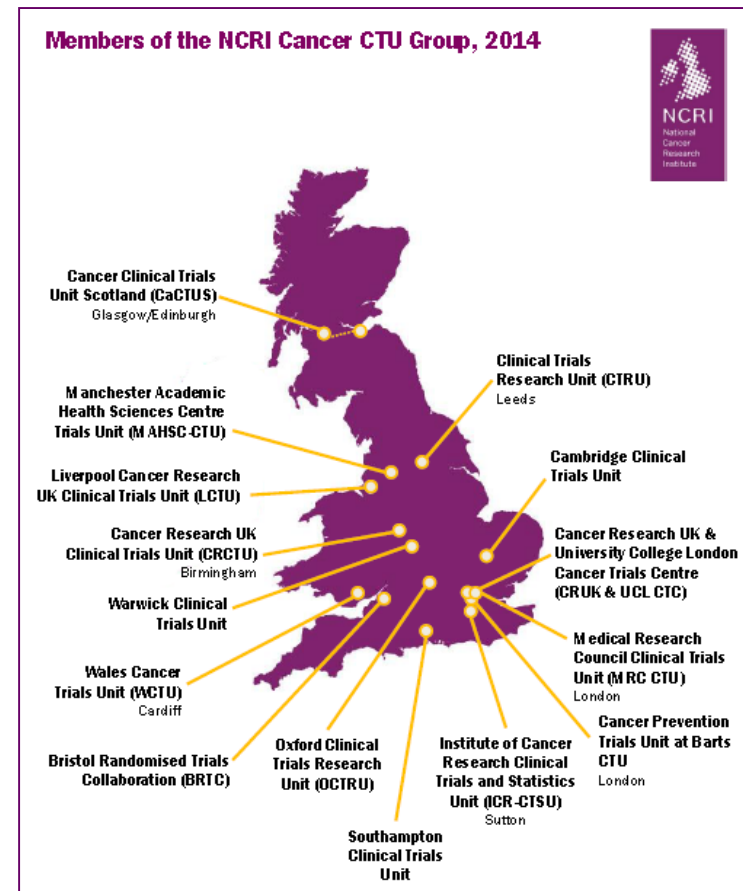 Members of the NCRI Cancer CTU Group, 2014
NCRI
National
Cancer
Research
Institute
Cancer Clinical Trials
Unit Scotland (CaCTUS)
Glasgow/Edinburgh
Clinical Trials
Research Unit (CTRU)
Leeds
Manchester Academic
Health Sciences Centre
Trials Unit (MAHSC-CTU)
Cambridge Clinical
Trials Unit
Liverpool Cancer Research
UK Clinical Trials Unit (LCTU)
Cancer Research UK
Clinical Trials Unit (CRCTU)
Birmingham
Cancer Research UK &
University College London
Cancer Trials Centre
(CRUK & UCL CTC)
Warwick Clinical
Trials Unit
Medical Research
Council Clinical Trials
Unit (MRC CTU)
London
Wales Cancer
Trials Unit (WCTU)
Cardiff
Cancer Prevention
Trials Unit at Barts
CTU
London
Bristol Randomised Trials
Collaboration (BRTC)
Oxford Clinical
Trials Research
Unit (OCTRU)
Institute of Cancer
Research Clinical
Trials and Statistics
Unit (ICR-CTSU)
Sutton
Southampton
Clinical Trials
Unit